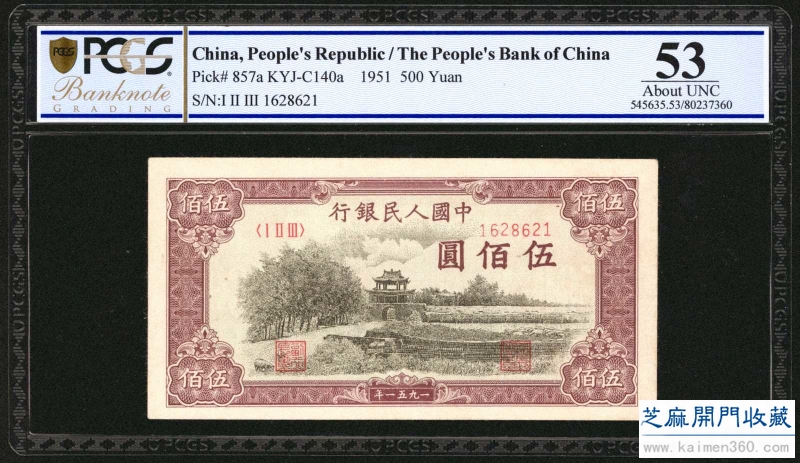 PCGS
Banknote
GRADING
China, People's Republic / The People's Bank of China
Pick# 857a KYJ-C140a 1951 500 Yuan
S/N:I II III 1628621
53
About UNC
545635.53/80237360
伍佰
行銀民人國中
伍佰
〈I II III〉
1628621
圓佰伍
伍佰
年一五九一
伍佰
芝麻開門收藏
www.kaimen360.com